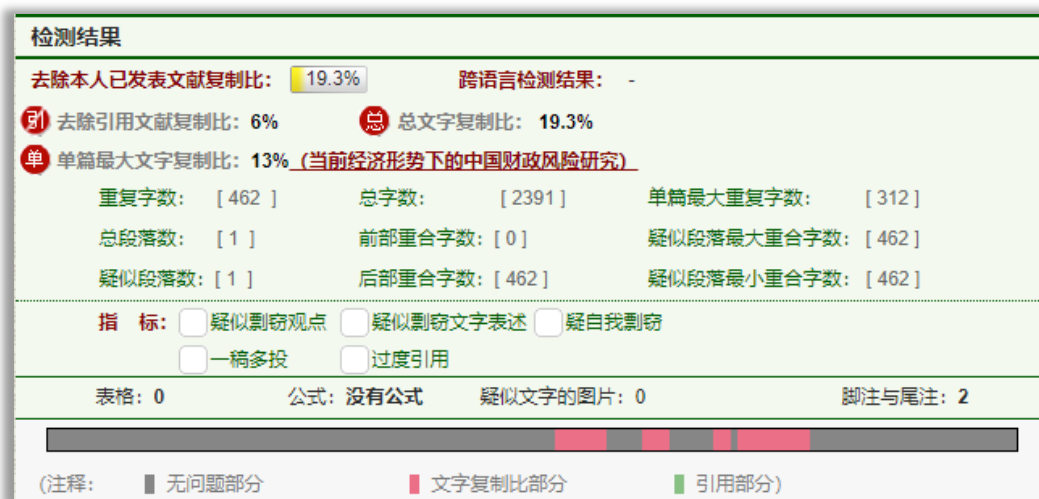 检测结果
去除本人已发表文献复制比: 19.3% 跨语言检测结果: -
引 去除引用文献复制比: 6% 总 总文字复制比: 19.3%
单 单篇最大文字复制比: 13% (当前经济形势下的中国财政风险研究)
重复字数: [ 462 ] 总字数: [ 2391 ] 单篇最大重复字数: [ 312 ]
总段落数: [ 1 ] 前部重合字数: [ 0 ] 疑似段落最大重合字数: [ 462 ]
疑似段落数: [ 1 ] 后部重合字数: [ 462 ] 疑似段落最小重合字数: [ 462 ]
指 标: 疑似剽窃观点 疑似剽窃文字表述 疑自我剽窃
一稿多投 过度引用
表格: 0 公式: 没有公式 疑似文字的图片: 0 脚注与尾注: 2
(注释: 无问题部分 文字复制比部分 引用部分)